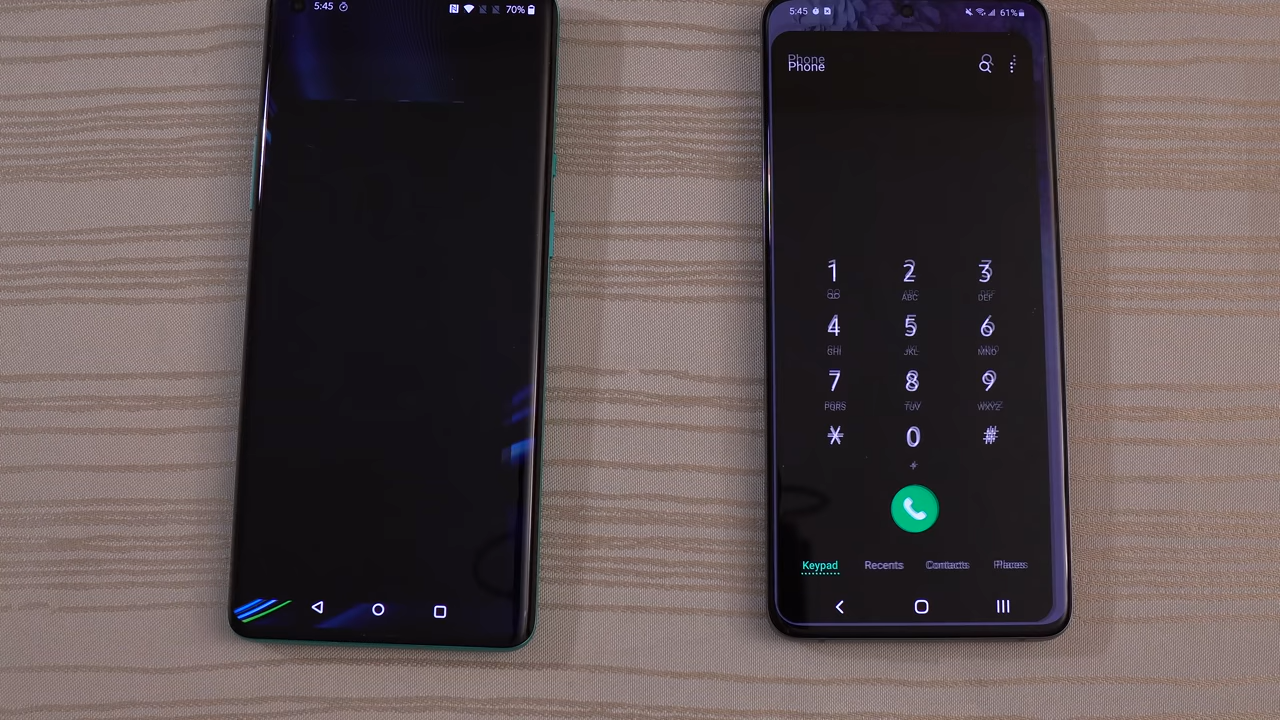 5:45 70%
5:45 61%
Phone
Phone
1 2 3
ABC DEF
4 5 6
GHI JKL MNO
7 8 9
PQRS TUV WXYZ
* 0 #
+
Keypad Recents Contacts Places